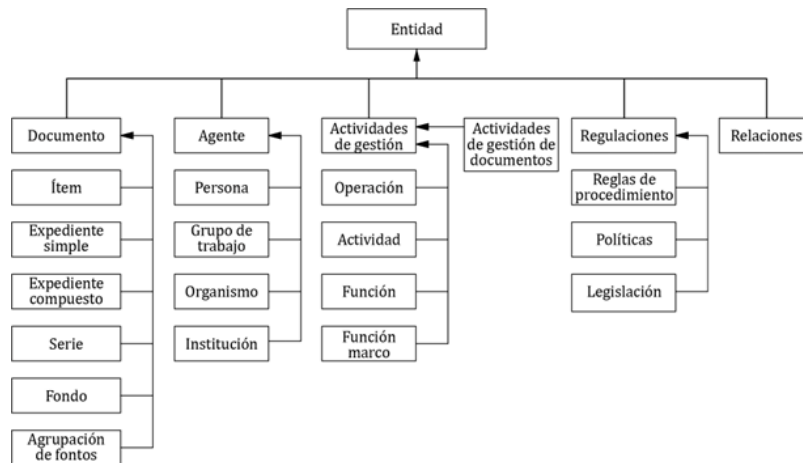 Entidad
Documento
Agente
Actividades
de gestión
Actividades
de gestión de
documentos
Regulaciones
Relaciones
Ítem
Persona
Operación
Reglas de
procedimiento
Expediente
simple
Grupo de
trabajo
Actividad
Políticas
Expediente
compuesto
Organismo
Función
Legislación
Serie
Institución
Función
marco
Fondo
Agrupación
de fontos